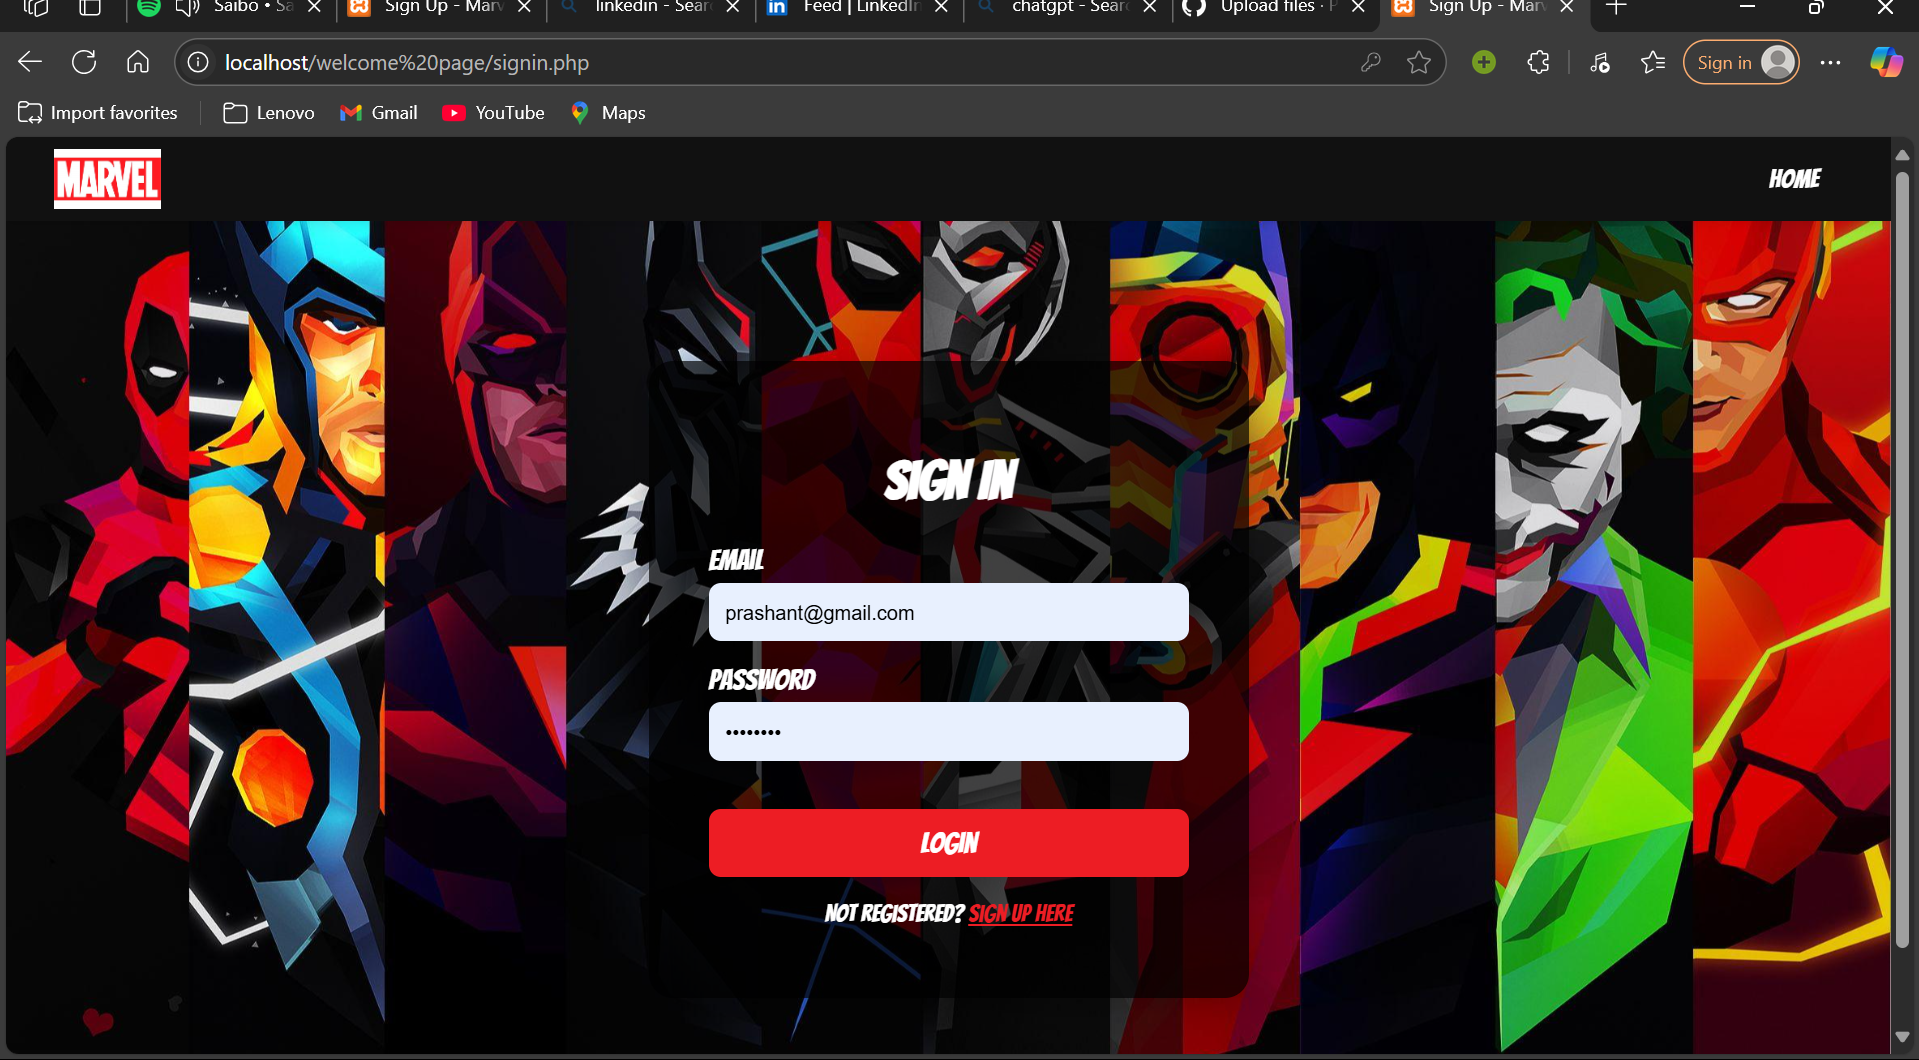 Saibo • Sa
Sign Up - Marv
linkedin - Sear
Feed | LinkedIn
chatgpt - Sear
Upload files · P
Sign Up - Marv
localhost/welcome%20page/signin.php
Sign in
Import favorites
Lenovo
Gmail
YouTube
Maps
MARVEL
HOME
SIGN IN
EMAIL
prashant@gmail.com
PASSWORD
••••••••
LOGIN
NOT REGISTERED? SIGN UP HERE